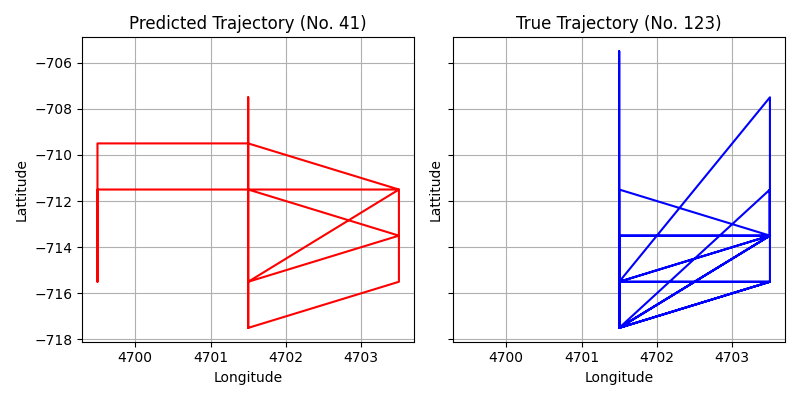 Predicted Trajectory (No. 41)
True Trajectory (No. 123)
Lattitude
−706
−708
−710
−712
−714
−716
−718
4700
4701
4702
4703
Longitude
Lattitude
4700
4701
4702
4703
Longitude